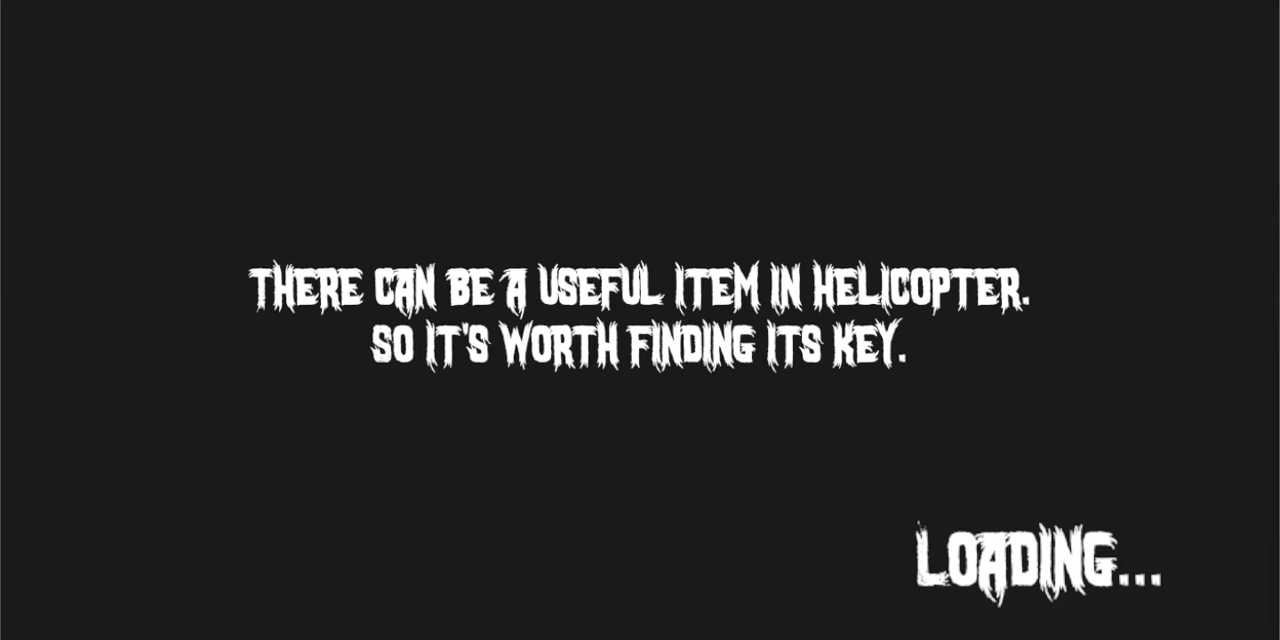 THERE CAN BE A USEFUL ITEM IN HELICOPTER.
SO IT'S WORTH FINDING ITS KEY.
LOADING...